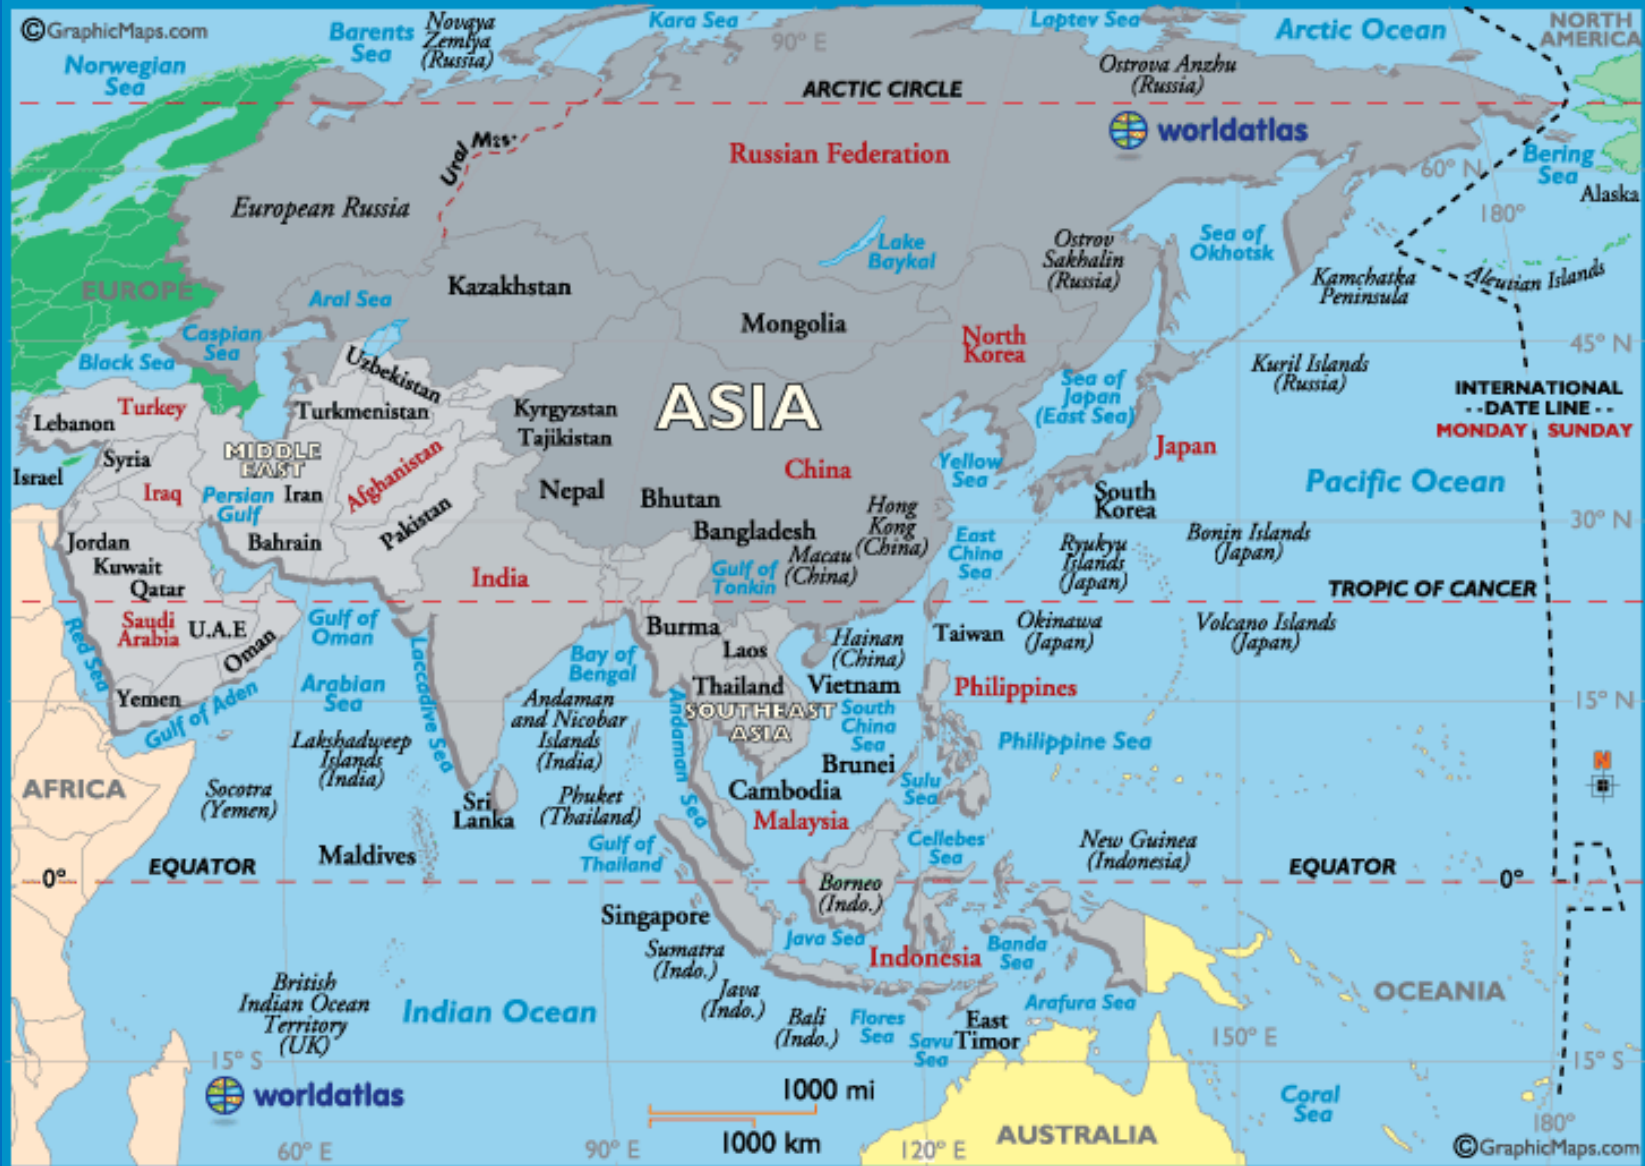 ©GraphicMaps.com
Norwegian
Sea
Barents
Sea
Novaya
Zemlya
(Russia)
Kara Sea
90° E
Laptev Sea
Arctic Ocean
NORTH
AMERICA
ARCTIC CIRCLE
Ostrova Anzhu
(Russia)
worldatlas
Ural Mts.
Russian Federation
60° N
Bering
Sea
Alaska
180°
European Russia
Lake
Baykal
Ostrov
Sakhalin
(Russia)
Sea of
Okhotsk
Kamchatka
Peninsula
Aleutian Islands
EUROPE
Aral Sea
Kazakhstan
Mongolia
North
Korea
45° N
Caspian
Sea
Black Sea
Uzbekistan
Kuril Islands
(Russia)
Sea of
Japan
(East Sea)
INTERNATIONAL
- - DATE LINE - -
MONDAY SUNDAY
Turkey
Lebanon
Turkmenistan
Kyrgyzstan
Tajikistan
ASIA
Japan
MIDDLE
EAST
Syria
Israel
Iraq
Persian
Gulf
Iran
Afghanistan
Pakistan
Nepal
Bhutan
China
Yellow
Sea
South
Korea
Pacific Ocean
30° N
Jordan
Kuwait
Qatar
Bahrain
Bangladesh
Hong
Kong
(China)
Macau
(China)
East
China
Sea
Ryukyu
Islands
(Japan)
Bonin Islands
(Japan)
India
Gulf of
Tonkin
TROPIC OF CANCER
Saudi
Arabia
U.A.E
Oman
Gulf of
Oman
Red Sea
Burma
Laos
Hainan
(China)
Taiwan
Okinawa
(Japan)
Volcano Islands
(Japan)
Yemen
Gulf of Aden
Arabian
Sea
Laccadive Sea
Bay of
Bengal
Thailand
Vietnam
Philippines
15° N
SOUTHEAST
ASIA
South
China
Sea
Andaman
and Nicobar
Islands
(India)
Andaman Sea
Lakshadweep
Islands
(India)
Philippine Sea
Brunei
AFRICA
Socotra
(Yemen)
Sri
Lanka
Phuket
(Thailand)
Cambodia
Sulu
Sea
N
Malaysia
Gulf of
Thailand
Cellebes
Sea
New Guinea
(Indonesia)
Maldives
EQUATOR
EQUATOR
0°
0°
Borneo
(Indo.)
Singapore
Sumatra
(Indo.)
Java Sea
Indonesia
Banda
Sea
Java
(Indo.)
Bali
(Indo.)
Flores
Sea
Savu
Sea
East
Timor
Arafura Sea
OCEANIA
British
Indian Ocean
Territory
(UK)
Indian Ocean
15° S
150° E
15° S
worldatlas
1000 mi
1000 km
Coral
Sea
60° E
90° E
120° E
AUSTRALIA
180°
©GraphicMaps.com